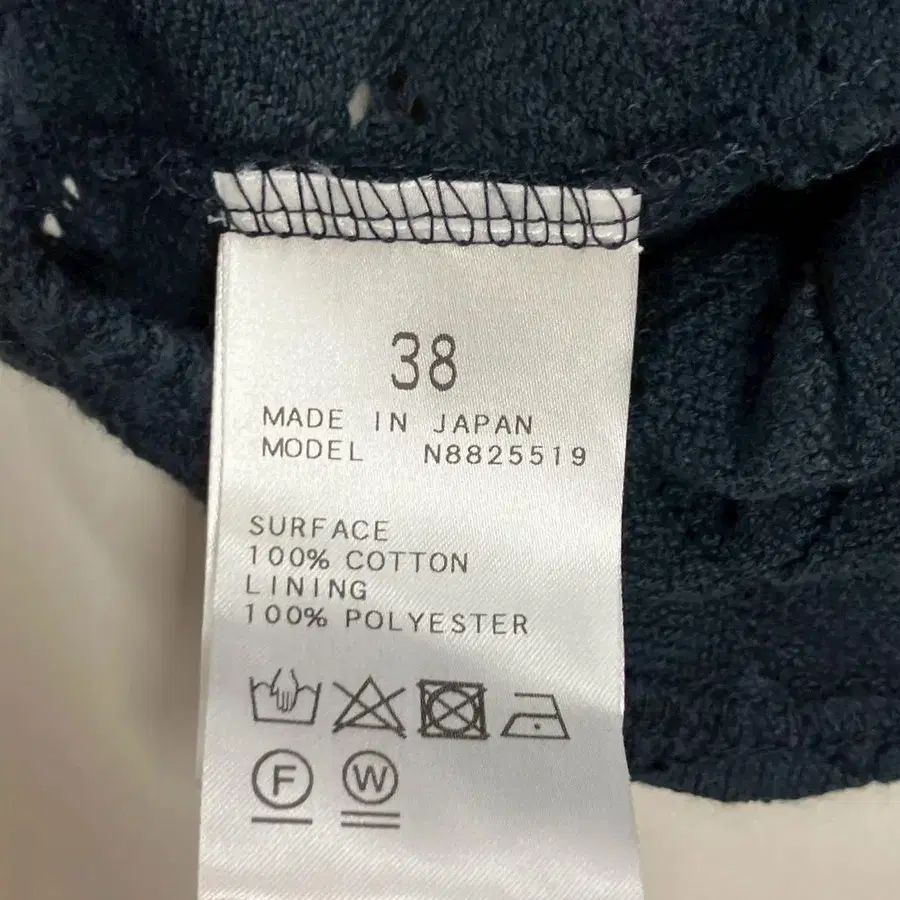 38
MADE IN JAPAN
MODEL N8825519
SURFACE
100% COTTON
LINING
100% POLYESTER
F W